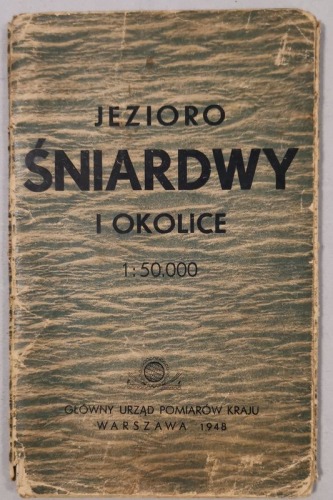 JEZIORO
ŚNIARDWY
I OKOLICE
1:50,000
GŁÓWNY URZĄD POMIARÓW KRAJU
WARSZAWA 1948